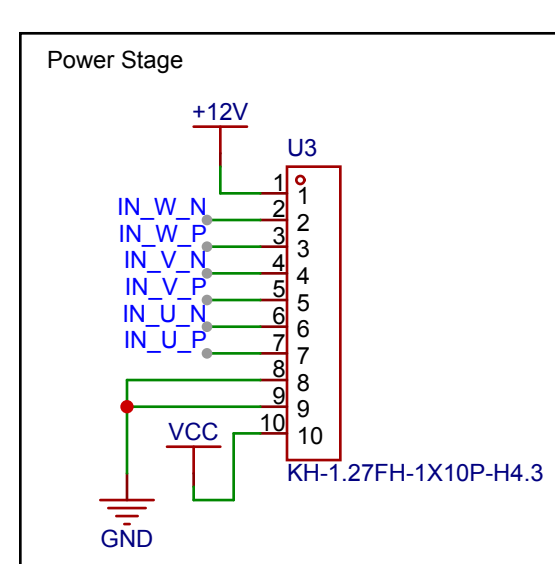 Power Stage
+12V
U3
1
1
IN_W_N
2
2
IN_W_P
3
3
IN_V_N
4
4
IN_V_P
5
5
IN_U_N
6
6
IN_U_P
7
7
8
8
9
9
VCC
10
10
KH-1.27FH-1X10P-H4.3
GND